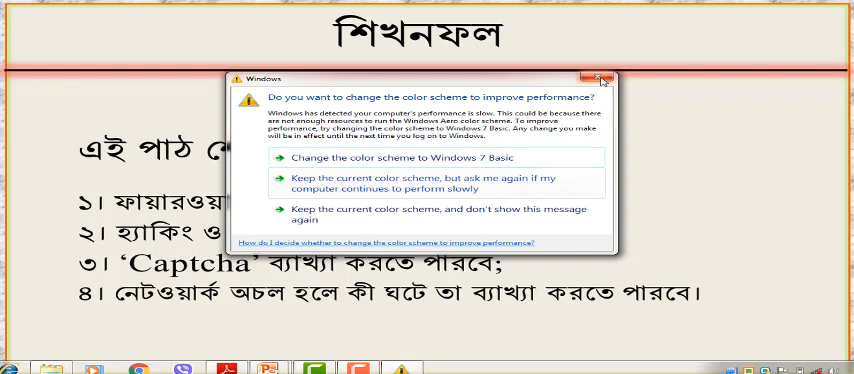 শিখনফল
Windows
Do you want to change the color scheme to improve performance?
Windows has detected your computer's performance is slow. This could be because there
are not enough resources to run the Windows Aero color scheme. To improve
performance, try changing the color scheme to Windows 7 Basic. Any change you make
will be in effect until the next time you log on to Windows.
Change the color scheme to Windows 7 Basic
Keep the current color scheme, but ask me again if my
computer continues to perform slowly
Keep the current color scheme, and don't show this message
again
How do I decide whether to change the color scheme to improve performance?
এই পাঠ
১। ফায়ারওয়া
২। হ্যাকিং ও
৩। ‘Captcha’ ব্যাখ্যা করতে পারবে;
৪। নেটওয়ার্ক অচল হলে কী ঘটে তা ব্যাখ্যা করতে পারবে।